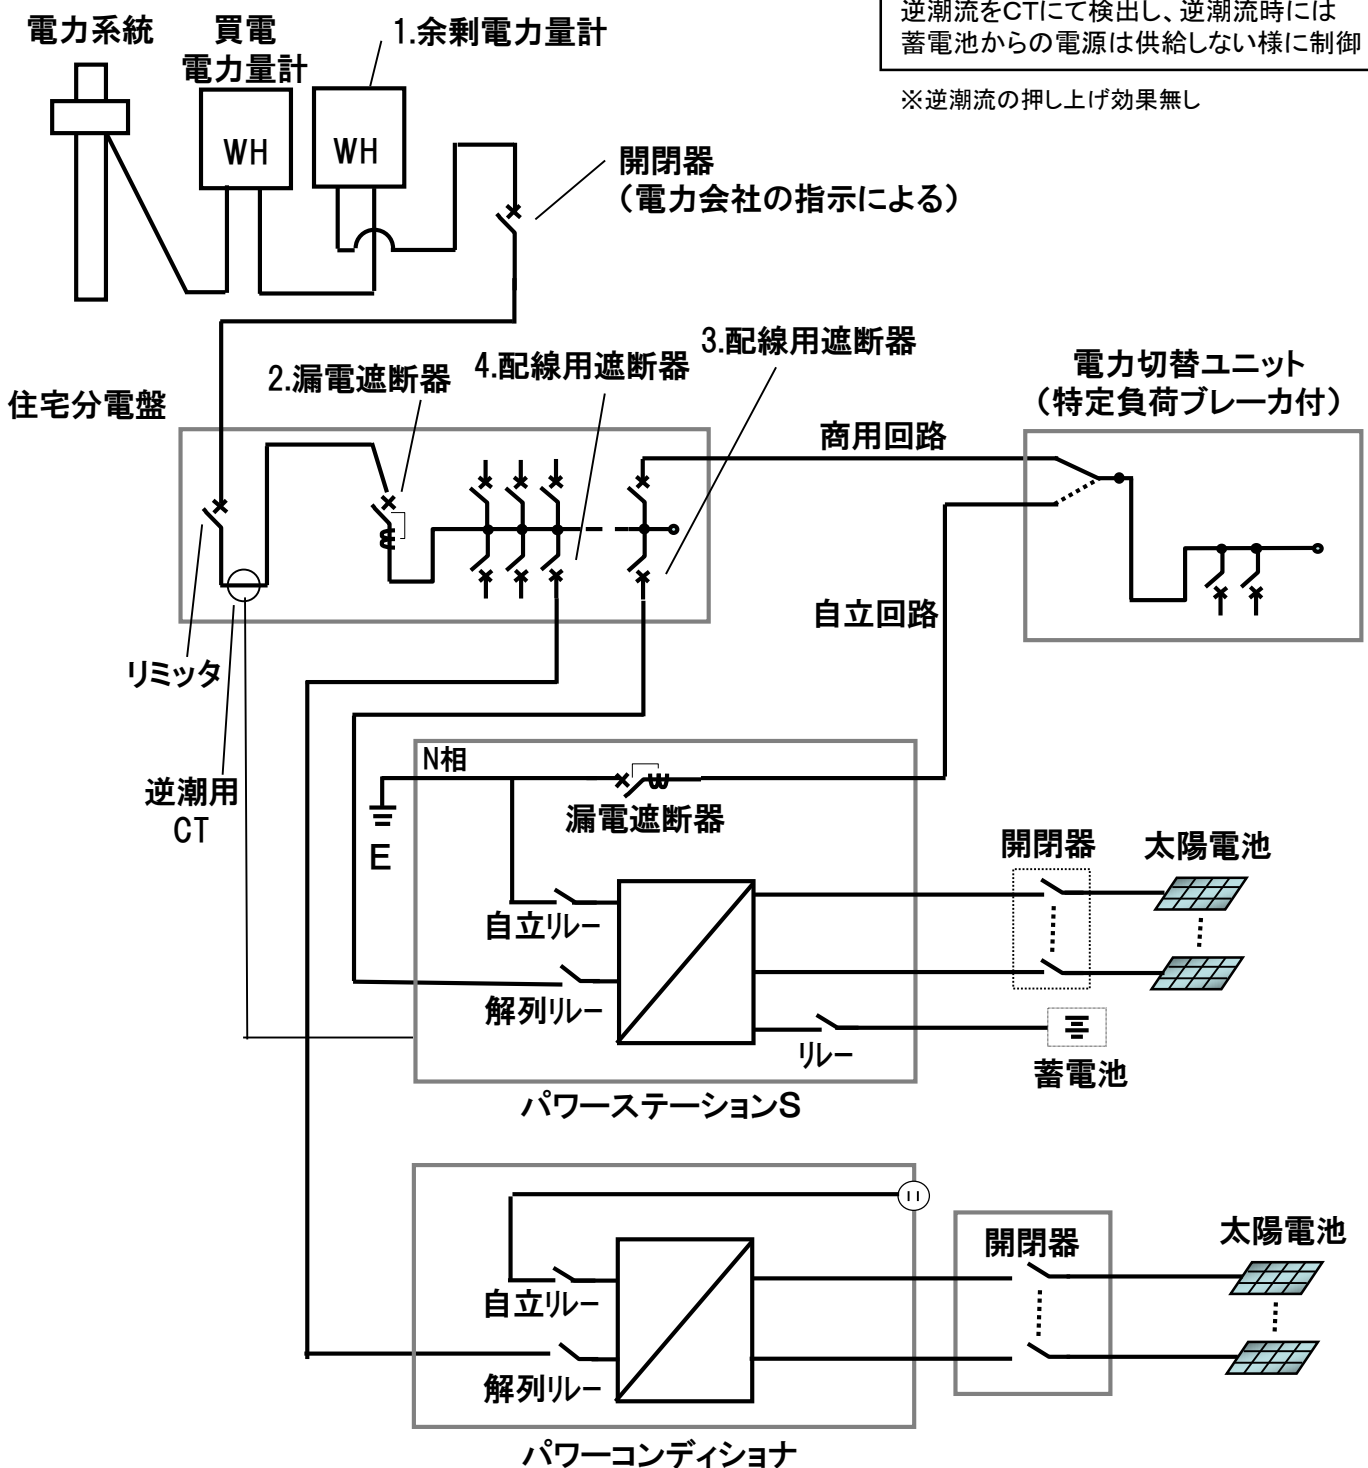 逆潮流をCTにて検出し、逆潮流時には
蓄電池からの電源は供給しない様に制御
※逆潮流の押し上げ効果無し
電力系統
買電
電力量計
1.余剰電力量計
WH
WH
開閉器
（電力会社の指示による）
住宅分電盤
2.漏電遮断器
4.配線用遮断器
3.配線用遮断器
電力切替ユニット
（特定負荷ブレーカ付）
商用回路
自立回路
リミッタ
逆潮用
CT
N相
E
漏電遮断器
開閉器
太陽電池
自立リレー
解列リレー
リレー
蓄電池
パワーステーションS
開閉器
太陽電池
自立リレー
解列リレー
パワーコンディショナ